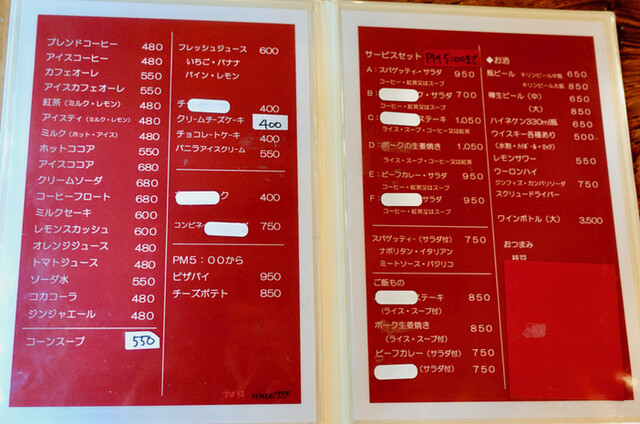 ブレンドコーヒー 480
アイスコーヒー 480
カフェオーレ 550
アイスカフェオーレ 550
紅茶(ミルク・レモン) 480
アイスティ(ミルク・レモン) 480
ミルク(ホット・アイス) 480
ホットココア 550
アイスココア 680
クリームソーダ 680
コーヒーフロート 680
ミルクセーキ 600
レモンスカッシュ 600
オレンジジュース 480
トマトジュース 480
ソーダ水 550
コカコーラ 480
ジンジャエール 480
コーンスープ 550
フレッシュジュース 600
いちご・バナナ
パイン・レモン
チ 400
クリームチーズケーキ 400
チョコレートケーキ 400
バニラアイスクリーム 550
ク 400
コンビネ 750
PM5:00から
ピザパイ 950
チーズポテト 850
サービスセット PM5:00まで
A:スパゲッティ・サラダ 950
コーヒー・紅茶又はスープ
B: ワ・サラダ 700
コーヒー・紅茶又はスープ
C: ステーキ 1,050
ライス・スープ・コーヒー又は紅茶
D:ポークの生姜焼き 1,050
ライス・スープ・コーヒー又は紅茶
E:ビーフカレー・サラダ 950
コーヒー・紅茶又はスープ
F: サラダ 950
コーヒー・紅茶又はスープ
スパゲッティ-(サラダ付) 750
ナポリタン・イタリアン
ミートソース・バジリコ
ご飯もの
ステーキ 850
(ライス・スープ付)
ポーク生姜焼き 850
(ライス・スープ付)
ビーフカレー(サラダ付) 750
(サラダ付) 750
◆お酒
瓶ビール キリンビール中瓶 650
キリンビール大瓶 850
樽生ビール(中) 650
(大) 850
ハイネケン330ml瓶 600
ウイスキー各種あり 500
(水割・ハイボール・ロック)
レモンサワー 550
ウーロンハイ
ジンフィズ・カンパリソーダ 750
スクリュードライバー
ワインボトル(大) 3,500
おつまみ
枝豆